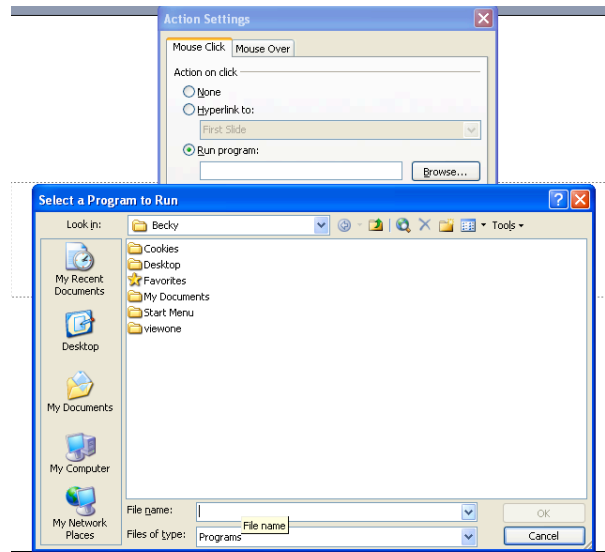 Action Settings
Mouse Click Mouse Over
Action on click
None
Hyperlink to:
First Slide
Run program:
Browse...
Select a Program to Run
Look in: Becky Tools
Cookies
Desktop
Favorites
My Documents
Start Menu
viewone
My Recent
Documents
Desktop
My Documents
My Computer
My Network
Places
File name: OK
File name
Files of type: Programs Cancel